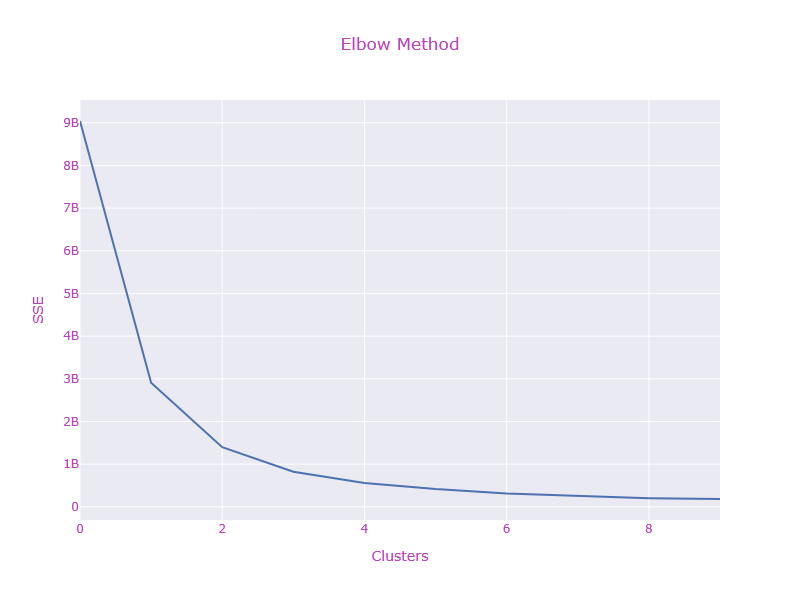 Elbow Method
9B
8B
7B
6B
5B
4B
3B
2B
1B
0
SSE
0 2 4 6 8
Clusters